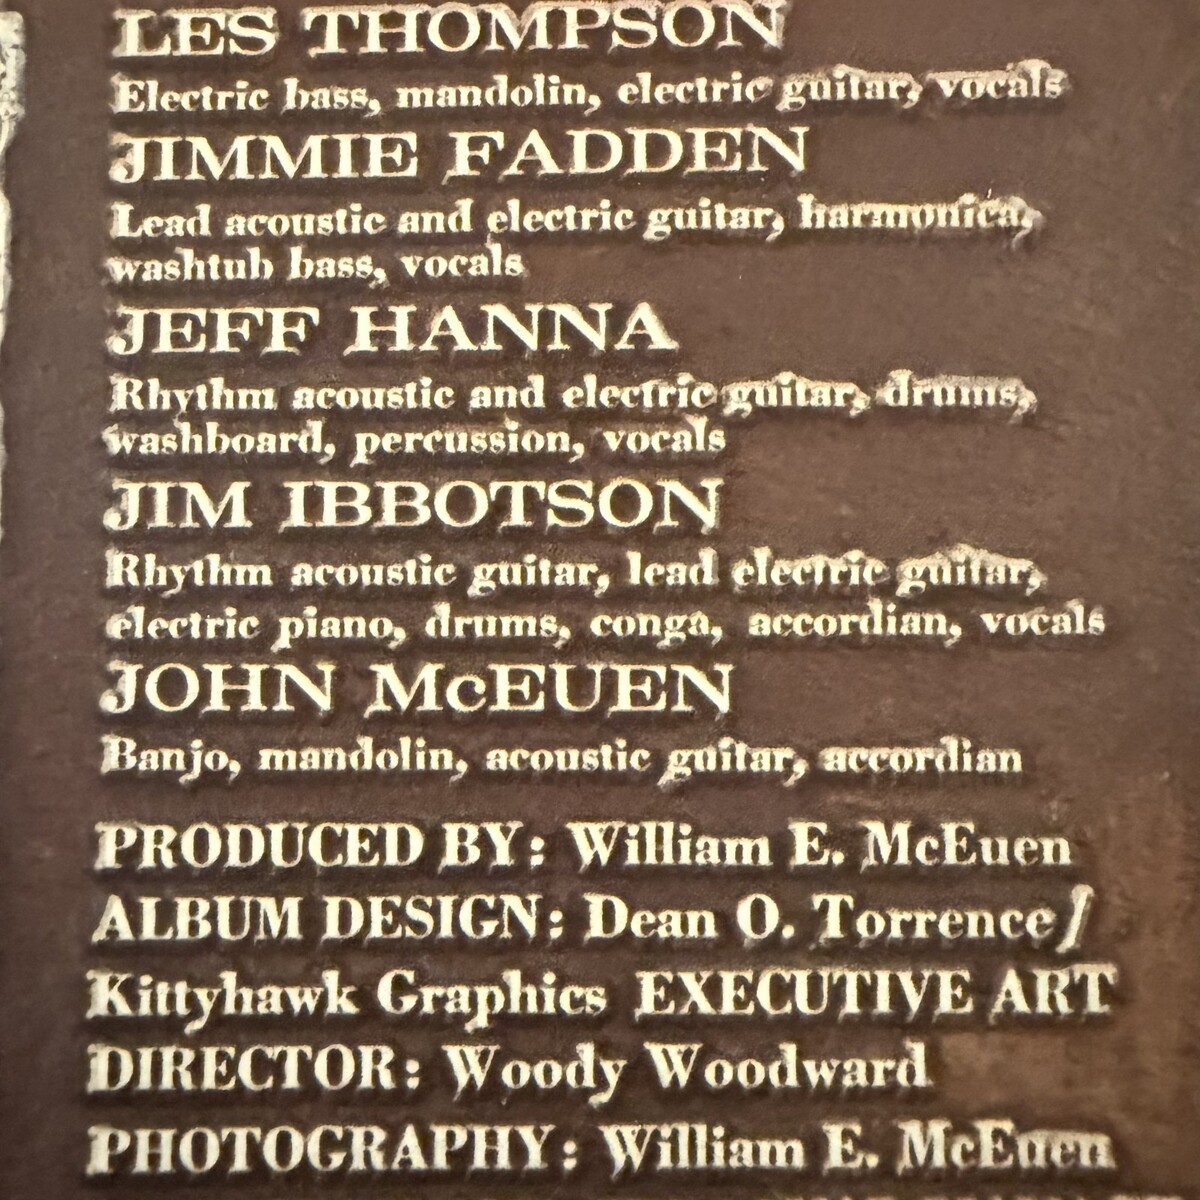 LES THOMPSON
Electric bass, mandolin, electric guitar, vocals
JIMMIE FADDEN
Lead acoustic and electric guitar, harmonica,
washtub bass, vocals
JEFF HANNA
Rhythm acoustic and electric guitar, drums,
washboard, percussion, vocals
JIM IBBOTSON
Rhythm acoustic guitar, lead electric guitar,
electric piano, drums, conga, accordian, vocals
JOHN McEUEN
Banjo, mandolin, acoustic guitar, accordian
PRODUCED BY: William E. McEuen
ALBUM DESIGN: Dean O. Torrence/
Kittyhawk Graphics EXECUTIVE ART
DIRECTOR: Woody Woodward
PHOTOGRAPHY: William E. McEuen